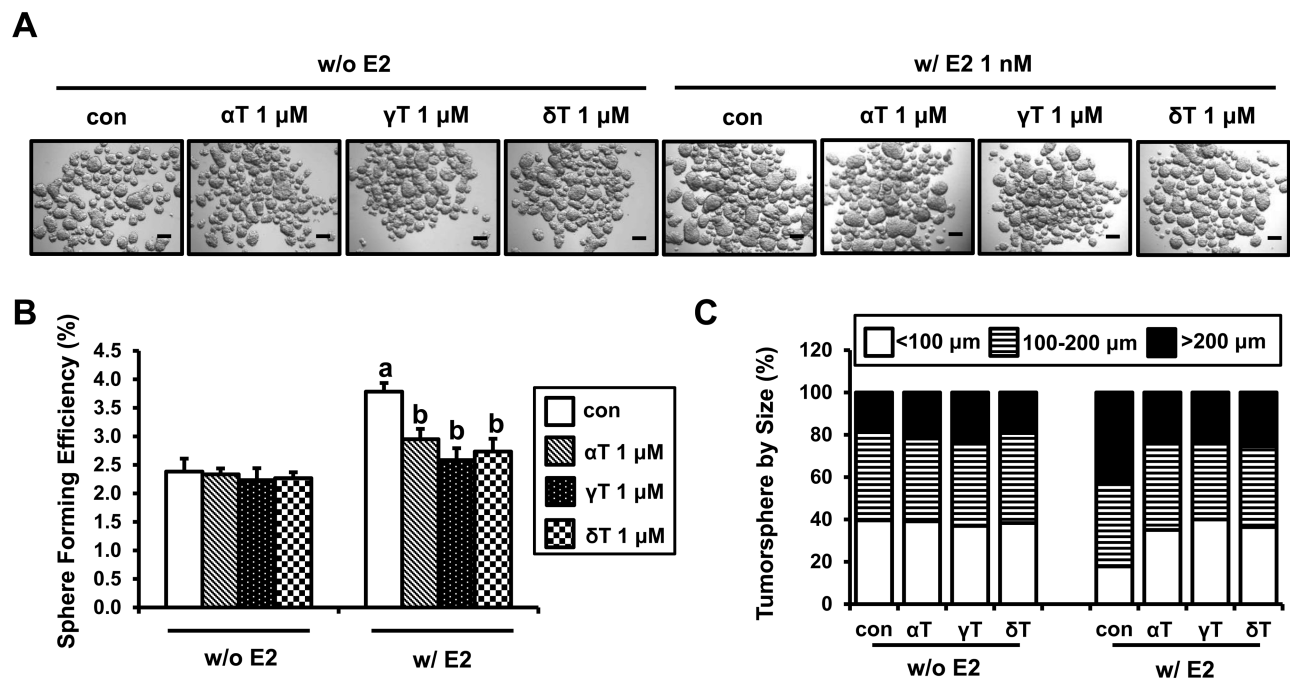 A
w/o E2
w/ E2 1 nM
con
αT 1 μM
γT 1 μM
δT 1 μM
con
αT 1 μM
γT 1 μM
δT 1 μM
B
Sphere Forming Efficiency (%)
4.5
4.0
3.5
3.0
2.5
2.0
1.5
1.0
0.5
0.0
a
b
b
b
w/o E2
w/ E2
con
αT 1 μM
γT 1 μM
δT 1 μM
C
<100 μm
100-200 μm
>200 μm
Tumorsphere by Size (%)
120
100
80
60
40
20
0
con
αT
γT
δT
con
αT
γT
δT
w/o E2
w/ E2